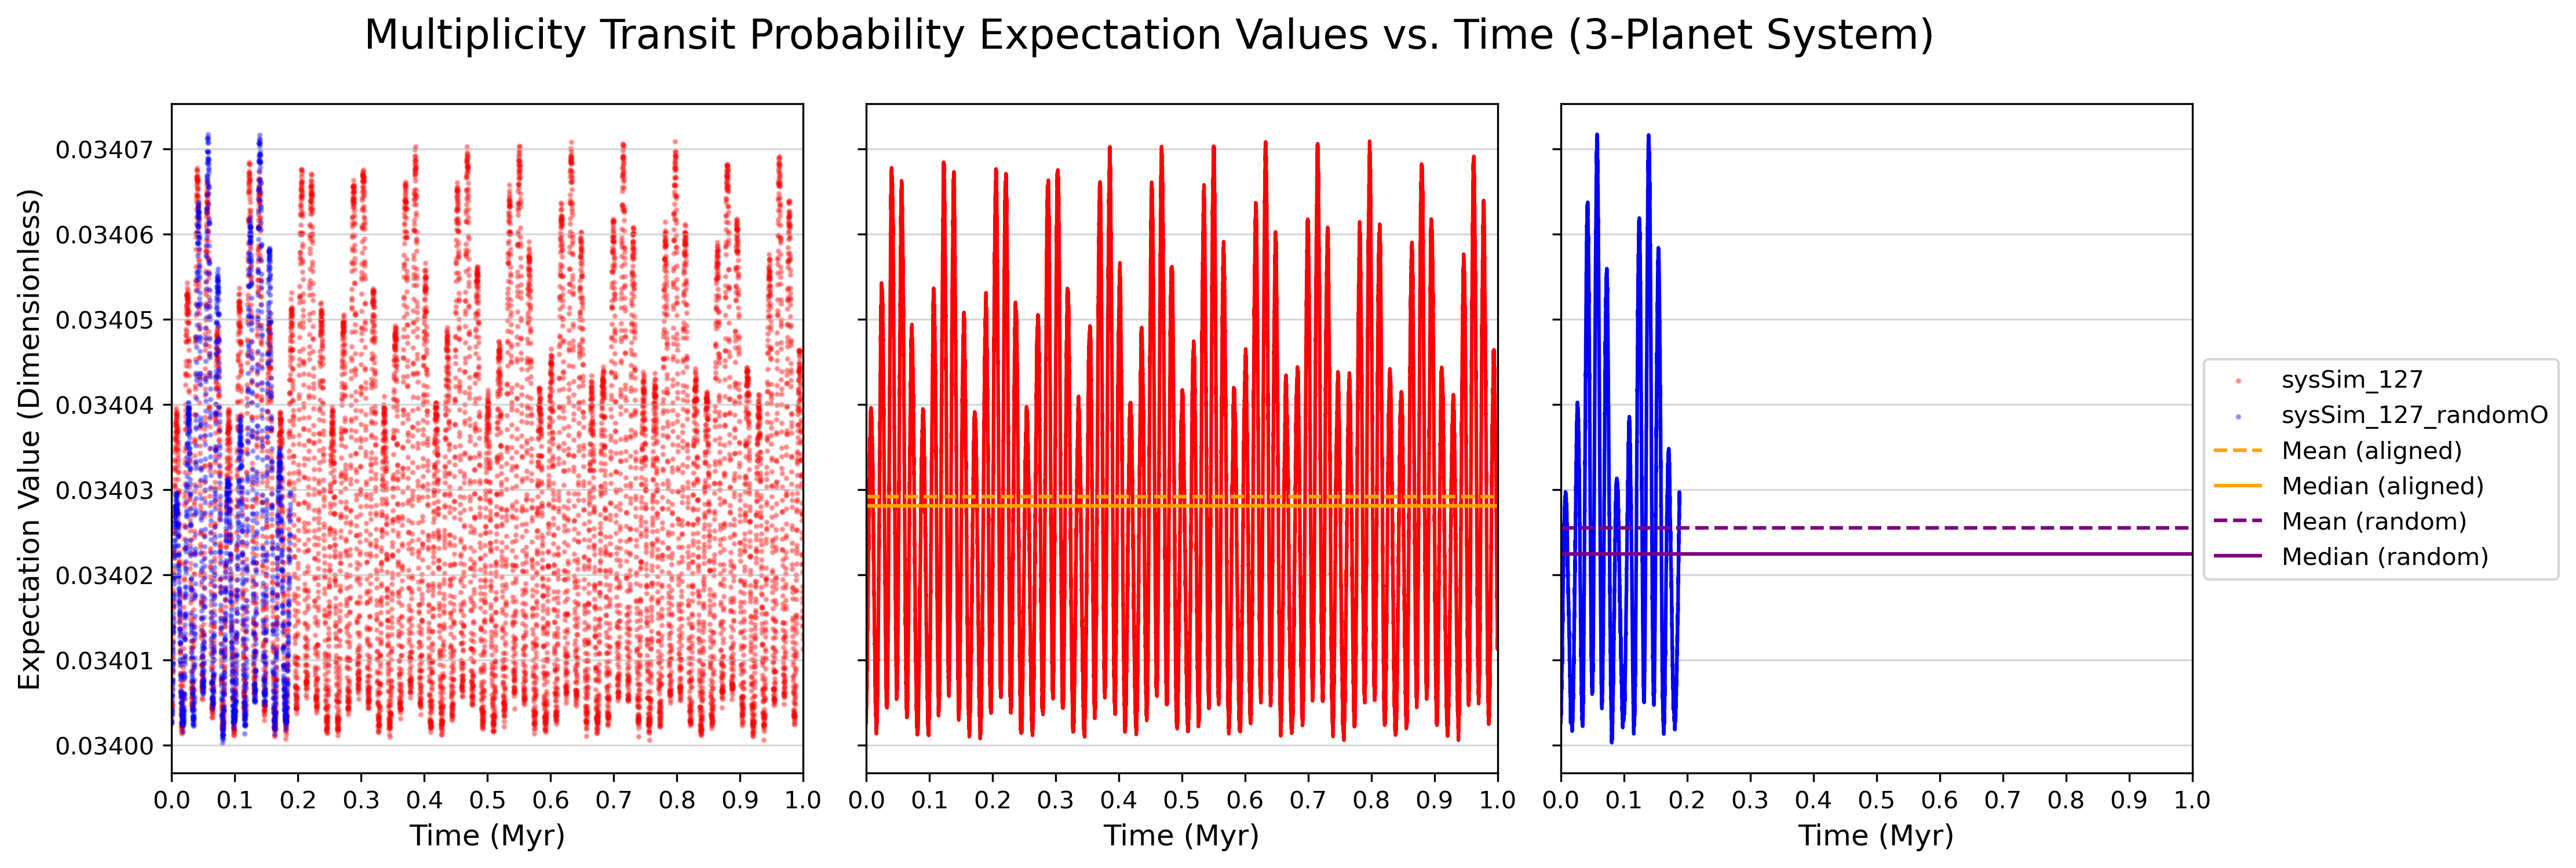 Multiplicity Transit Probability Expectation Values vs. Time (3-Planet System)
Expectation Value (Dimensionless)
0.03407
0.03406
0.03405
0.03404
0.03403
0.03402
0.03401
0.03400
0.0 0.1 0.2 0.3 0.4 0.5 0.6 0.7 0.8 0.9 1.0
Time (Myr)
0.0 0.1 0.2 0.3 0.4 0.5 0.6 0.7 0.8 0.9 1.0
Time (Myr)
0.0 0.1 0.2 0.3 0.4 0.5 0.6 0.7 0.8 0.9 1.0
Time (Myr)
sysSim_127
sysSim_127_randomO
Mean (aligned)
Median (aligned)
Mean (random)
Median (random)